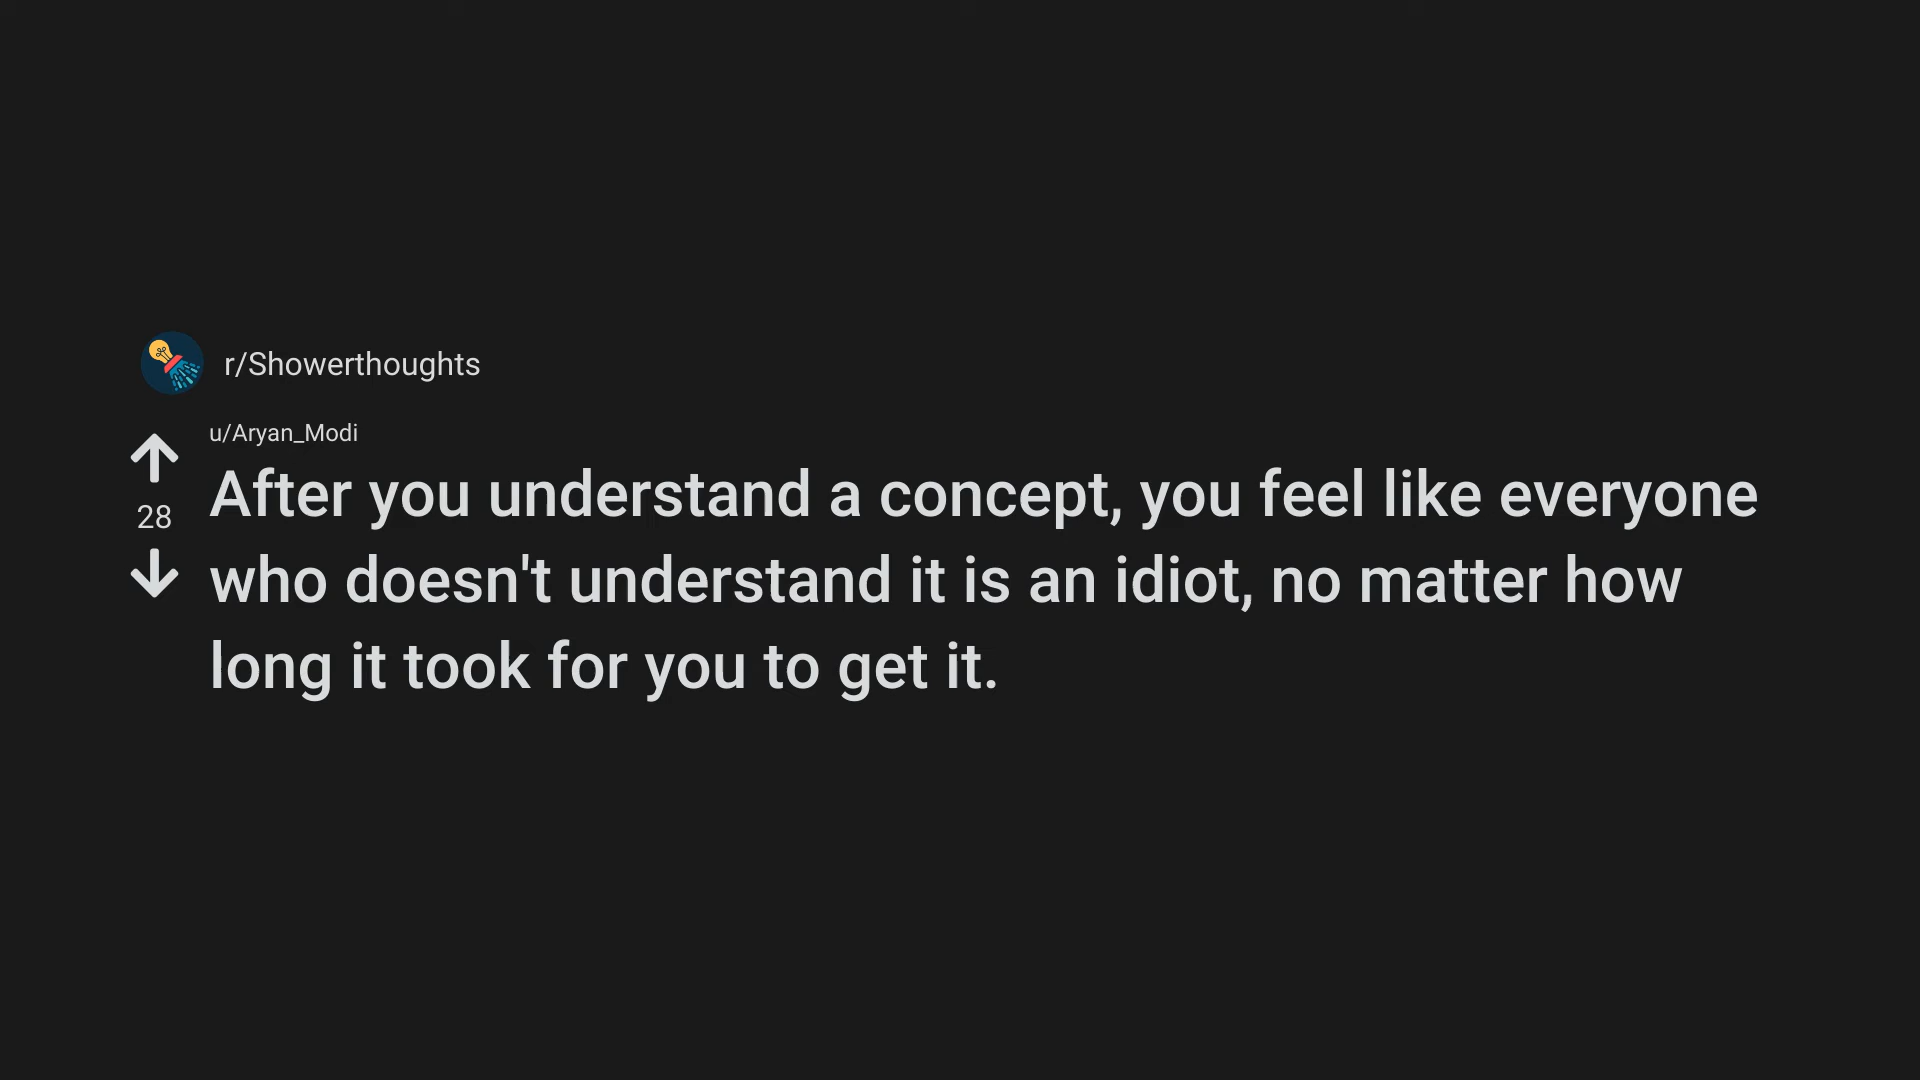 r/Showerthoughts
u/Aryan_Modi
28
After you understand a concept, you feel like everyone
who doesn't understand it is an idiot, no matter how
long it took for you to get it.